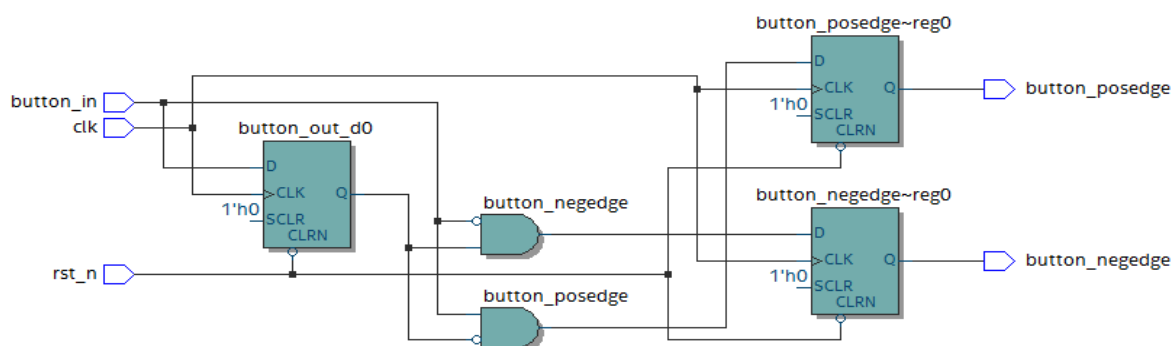 button_posedge~reg0
button_in
clk
button_out_d0
D
CLK
Q
1'h0
SCLR
CLRN
rst_n
button_negedge
button_posedge
D
CLK
Q
1'h0
SCLR
CLRN
button_posedge
button_negedge~reg0
D
CLK
Q
1'h0
SCLR
CLRN
button_negedge